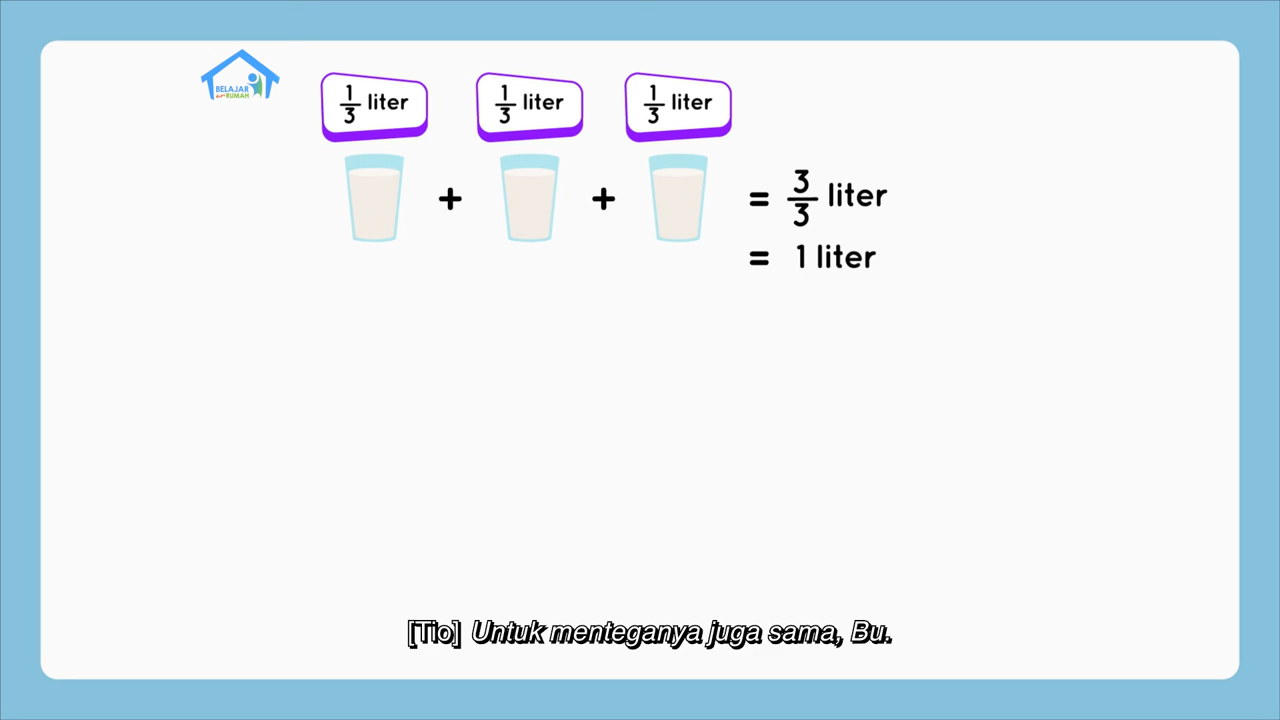 BELAJAR
dari RUMAH
1/3 liter
1/3 liter
1/3 liter
+ + = 3/3 liter
= 1 liter
[Tio] Untuk menteganya juga sama, Bu.